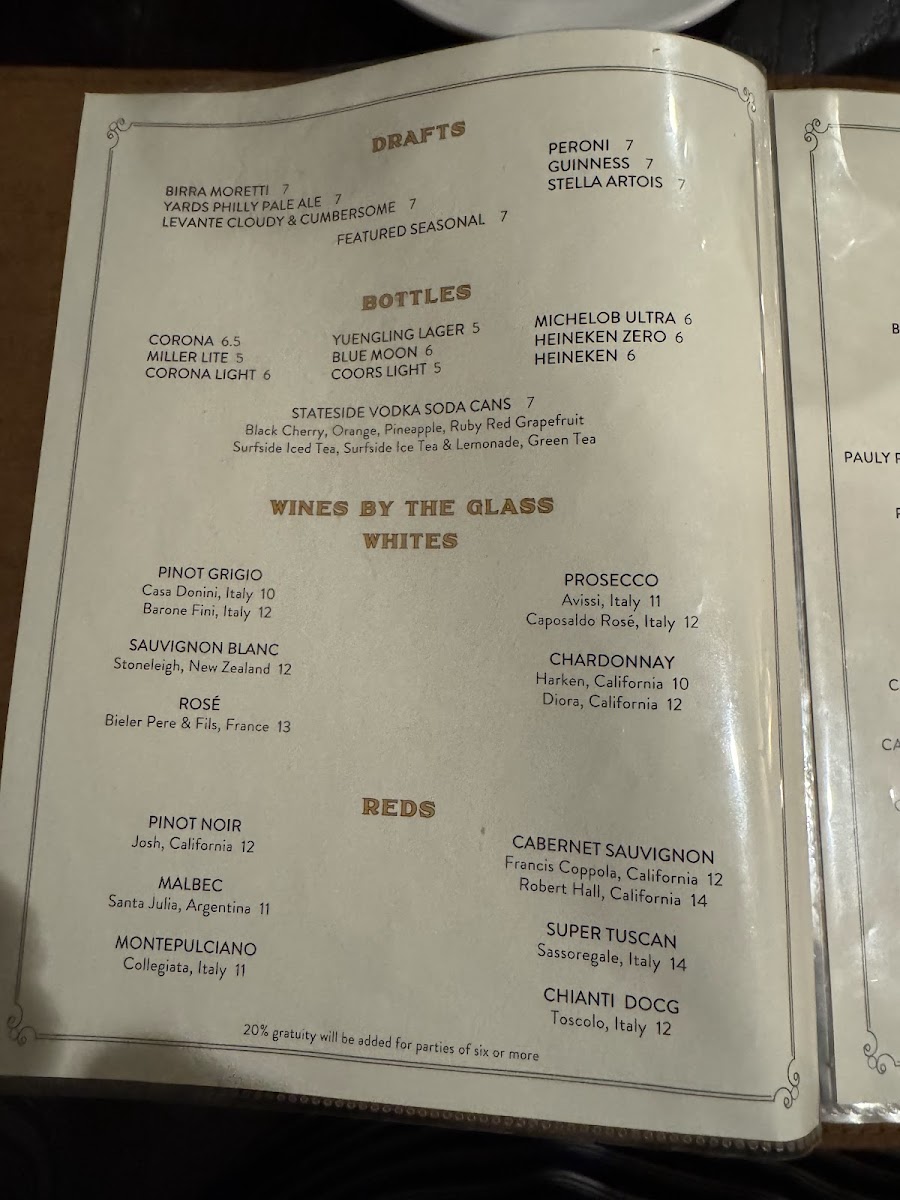 DRAFTS
BIRRA MORETTI 7
YARDS PHILLY PALE ALE 7
LEVANTE CLOUDY & CUMBERSOME 7
PERONI 7
GUINNESS 7
STELLA ARTOIS 7
FEATURED SEASONAL 7
BOTTLES
CORONA 6.5
MILLER LITE 5
CORONA LIGHT 6
YUENGLING LAGER 5
BLUE MOON 6
COORS LIGHT 5
MICHELOB ULTRA 6
HEINEKEN ZERO 6
HEINEKEN 6
STATESIDE VODKA SODA CANS 7
Black Cherry, Orange, Pineapple, Ruby Red Grapefruit
Surfside Iced Tea, Surfside Ice Tea & Lemonade, Green Tea
WINES BY THE GLASS
WHITES
PINOT GRIGIO
Casa Donini, Italy 10
Barone Fini, Italy 12
SAUVIGNON BLANC
Stoneleigh, New Zealand 12
ROSÉ
Bieler Pere & Fils, France 13
PROSECCO
Avissi, Italy 11
Caposaldo Rosé, Italy 12
CHARDONNAY
Harken, California 10
Diora, California 12
REDS
PINOT NOIR
Josh, California 12
MALBEC
Santa Julia, Argentina 11
MONTEPULCIANO
Collegiata, Italy 11
CABERNET SAUVIGNON
Francis Coppola, California 12
Robert Hall, California 14
SUPER TUSCAN
Sassoregale, Italy 14
CHIANTI DOCG
Toscolo, Italy 12
20% gratuity will be added for parties of six or more
PAULY